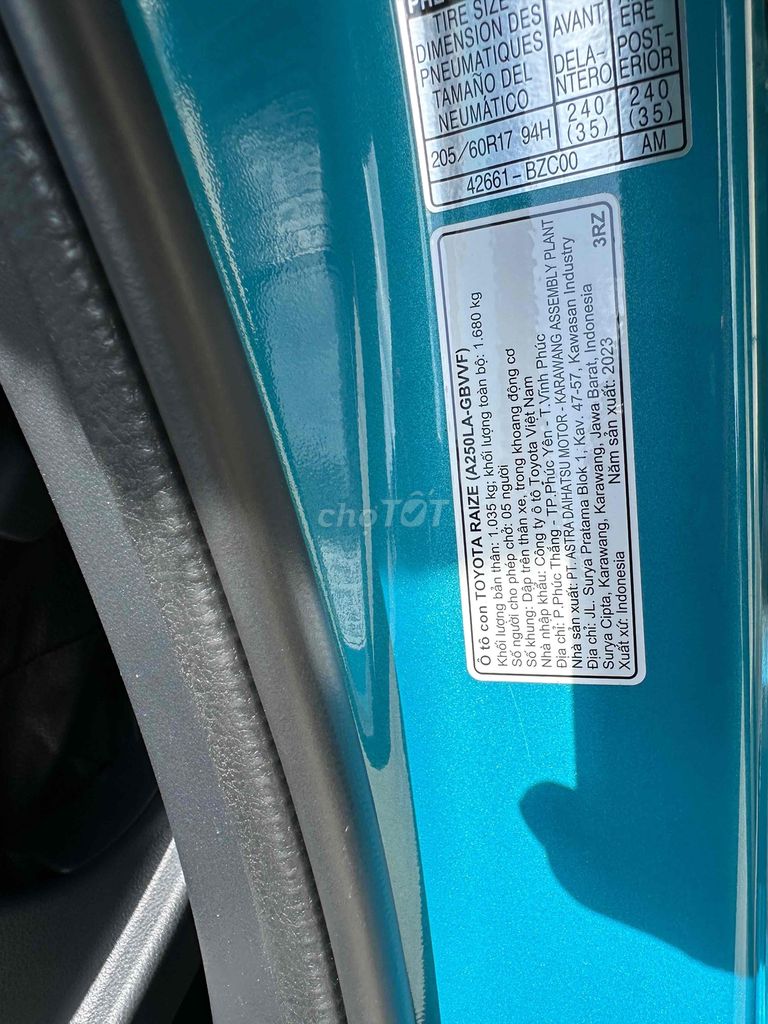 TIRE SIZE
DIMENSION DES
PNEUMATIQUES
TAMAÑO DEL
NEUMÁTICO
AVANT
DELA-
NTERO
ÈRE
POST-
ERIOR
205/60R17 94H
240
(35)
240
(35)
42661-BZC00
AM
Ô tô con TOYOTA RAIZE (A250LA-GBVVF)
Khối lượng bản thân: 1.035 kg; khối lượng toàn bộ: 1.680 kg
Số người cho phép chở: 05 người
Số khung: Dập trên thân xe, trong khoang động cơ
Nhà nhập khẩu: Công ty ô tô Toyota Việt Nam
Địa chỉ: P.Phúc Thắng - TP.Phúc Yên - T.Vĩnh Phúc
Nhà sản xuất: PT. ASTRA DAIHATSU MOTOR - KARAWANG ASSEMBLY PLANT
Địa chỉ: JL. Surya Pratama Blok 1, Kav. 47-57, Kawasan Industry
Surya Cipta, Karawang, Karawang, Jawa Barat, Indonesia
Xuất xứ: Indonesia Năm sản xuất: 2023 3RZ
choTỐT